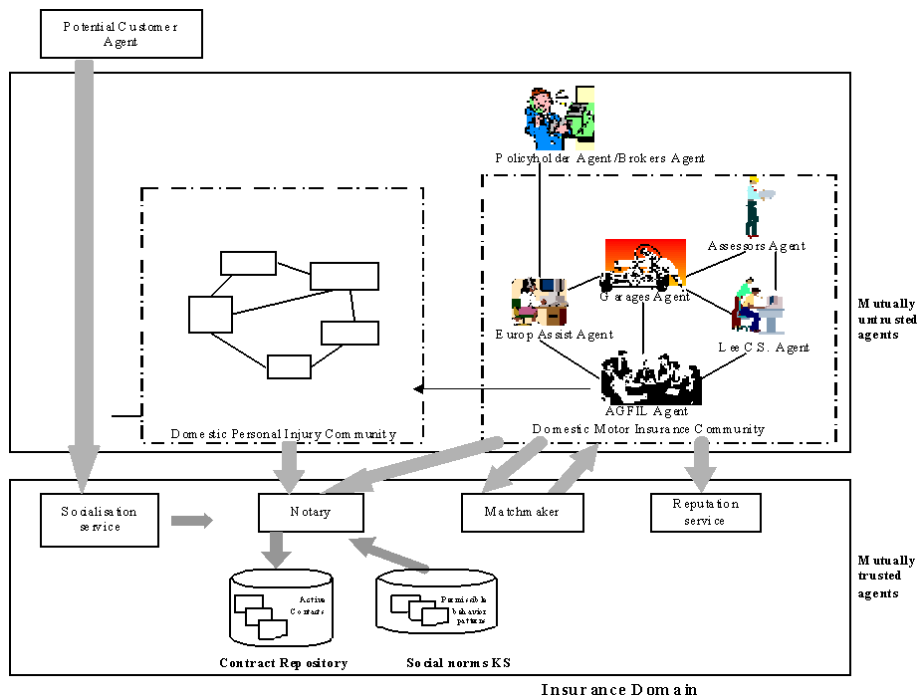 Potential Customer
Agent
Policyholder Agent/Brokers Agent
Assessors Agent
Garages Agent
Europ Assist Agent
Lee C.S. Agent
AGFIL Agent
Domestic Personal Injury Community
Domestic Motor Insurance Community
Mutually
untrusted
agents
Socialisation
service
Notary
Matchmaker
Reputation
service
Active
Contacts
Permissible
behavior
patterns
Mutually
trusted
agents
Contract Repository
Social norms KS
Insurance Domain